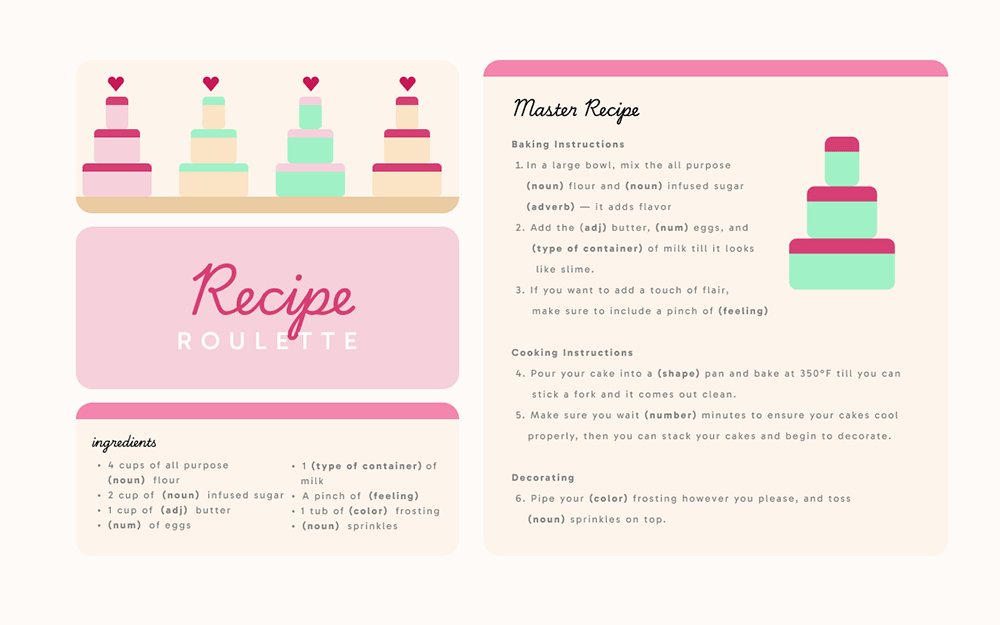 Recipe
ROULETTE
ingredients
• 4 cups of all purpose
(noun) flour
• 2 cup of (noun) infused sugar
• 1 cup of (adj) butter
• (num) of eggs
• 1 (type of container) of
milk
• A pinch of (feeling)
• 1 tub of (color) frosting
• (noun) sprinkles
Master Recipe
Baking Instructions
1. In a large bowl, mix the all purpose
(noun) flour and (noun) infused sugar
(adverb) — it adds flavor
2. Add the (adj) butter, (num) eggs, and
(type of container) of milk till it looks
like slime.
3. If you want to add a touch of flair,
make sure to include a pinch of (feeling)
Cooking Instructions
4. Pour your cake into a (shape) pan and bake at 350°F till you can
stick a fork and it comes out clean.
5. Make sure you wait (number) minutes to ensure your cakes cool
properly, then you can stack your cakes and begin to decorate.
Decorating
6. Pipe your (color) frosting however you please, and toss
(noun) sprinkles on top.